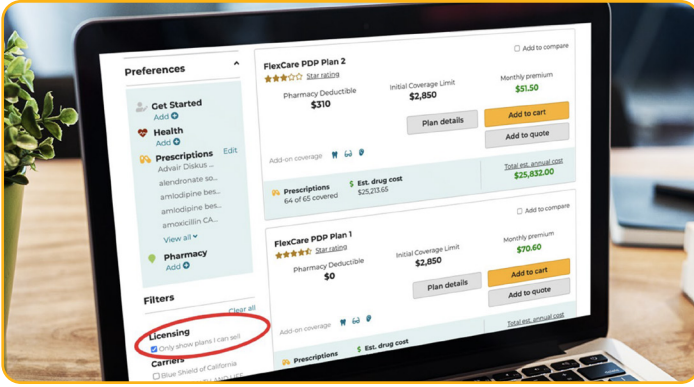 Preferences
Get Started
Add
Health
Add
Prescriptions Edit
Advair Diskus ...
alendronate so...
amlodipine bes...
amlodipine bes...
amoxicillin CA...
View all
Pharmacy
Add
Filters
Clear all
Licensing
Only show plans I can sell
Carriers
Blue Shield of California
FlexCare PDP Plan 2
Add to compare
Star rating
Pharmacy Deductible
$310
Initial Coverage Limit
$2,850
Monthly premium
$51.50
Plan details
Add to cart
Add to quote
Add-on coverage
Prescriptions
64 of 65 covered
$ Est. drug cost
$25,213.65
Total est. annual cost
$25,832.00
FlexCare PDP Plan 1
Add to compare
Star rating
Pharmacy Deductible
$0
Initial Coverage Limit
$2,850
Monthly premium
$70.60
Plan details
Add to cart
Add to quote
Add-on coverage
Prescriptions
$ Est. drug cost
Total est. annual cost